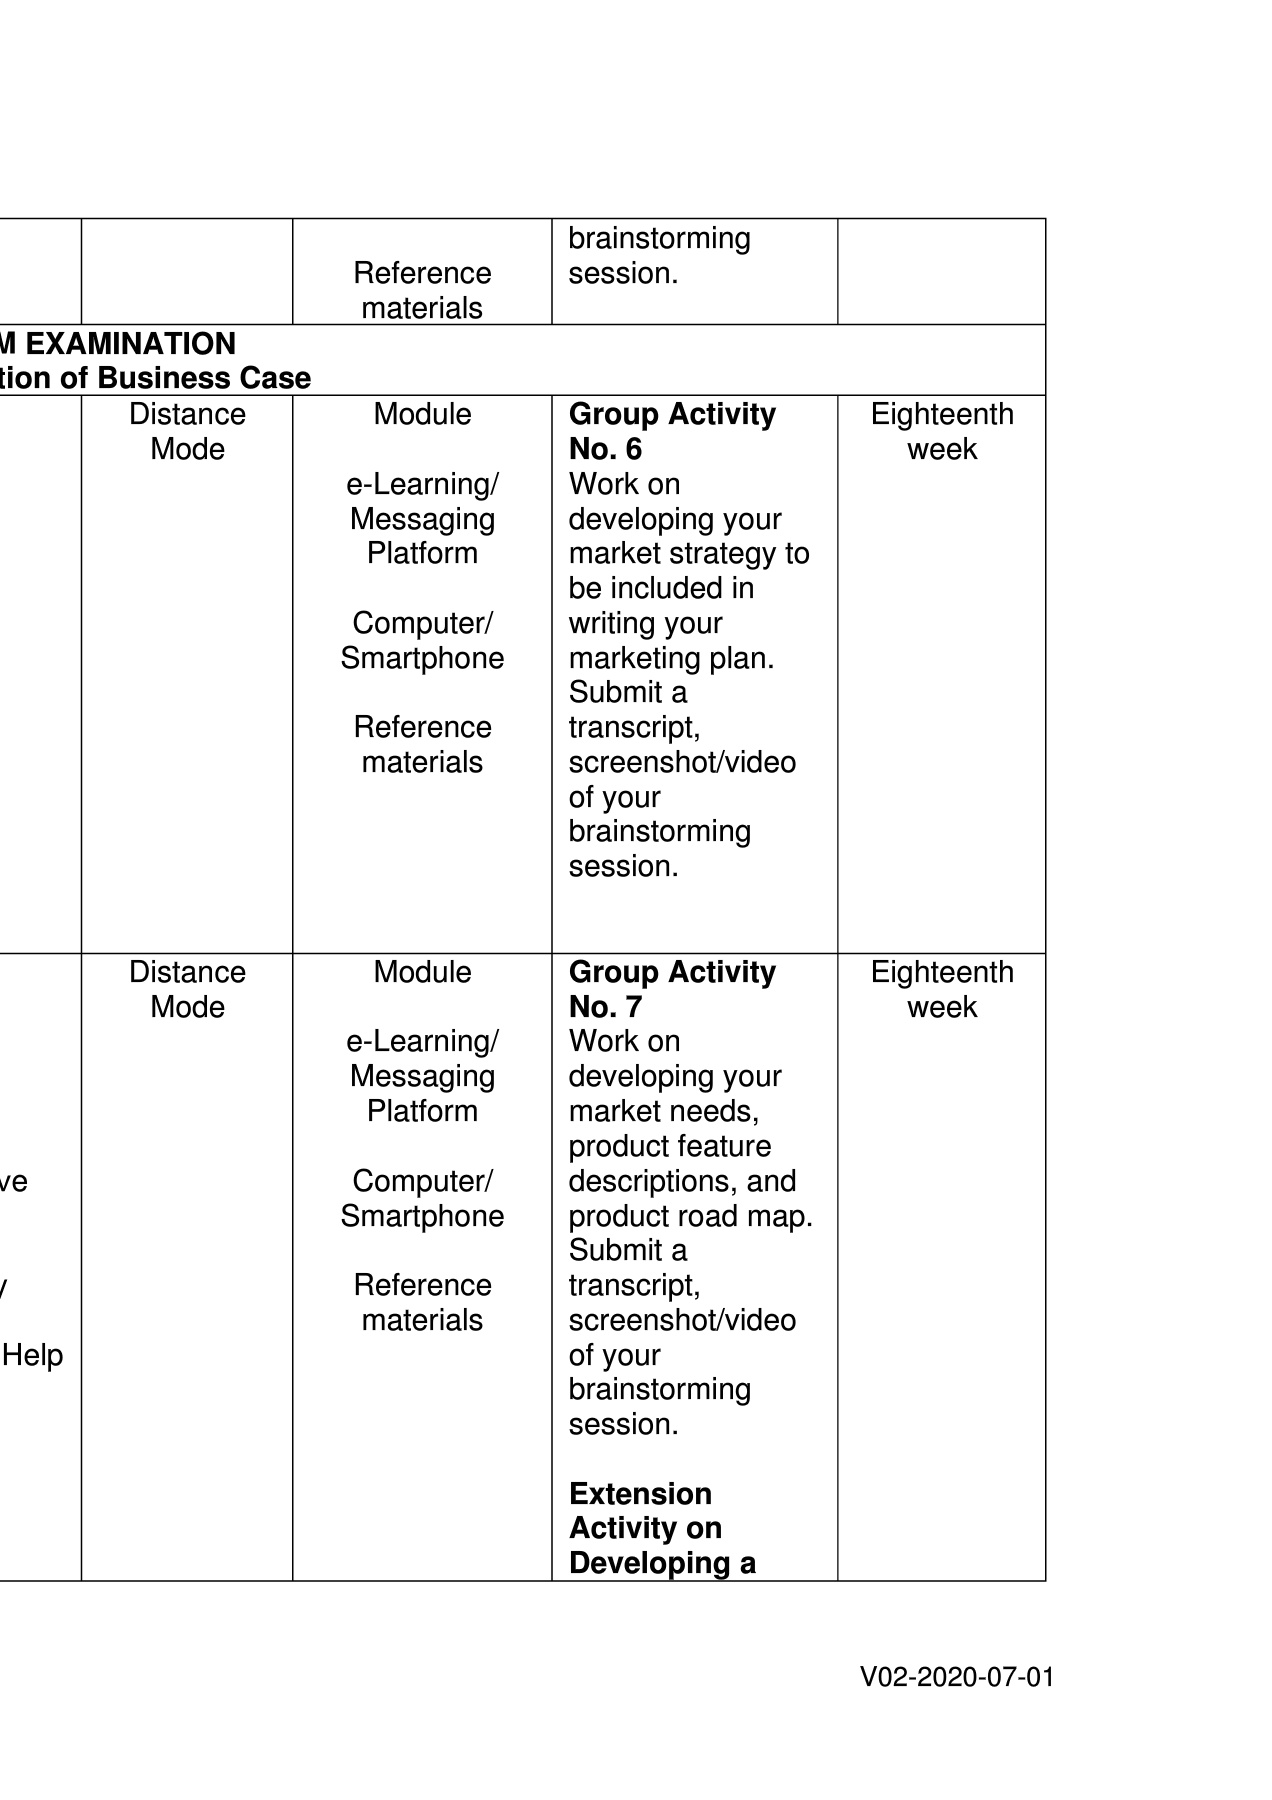 Reference
materials
brainstorming
session.
M EXAMINATION
tion of Business Case
Distance
Mode
Module
e-Learning/
Messaging
Platform
Computer/
Smartphone
Reference
materials
Group Activity
No. 6
Work on
developing your
market strategy to
be included in
writing your
marketing plan.
Submit a
transcript,
screenshot/video
of your
brainstorming
session.
Eighteenth
week
ve
y
Help
Distance
Mode
Module
e-Learning/
Messaging
Platform
Computer/
Smartphone
Reference
materials
Group Activity
No. 7
Work on
developing your
market needs,
product feature
descriptions, and
product road map.
Submit a
transcript,
screenshot/video
of your
brainstorming
session.
Extension
Activity on
Developing a
Eighteenth
week
V02-2020-07-01